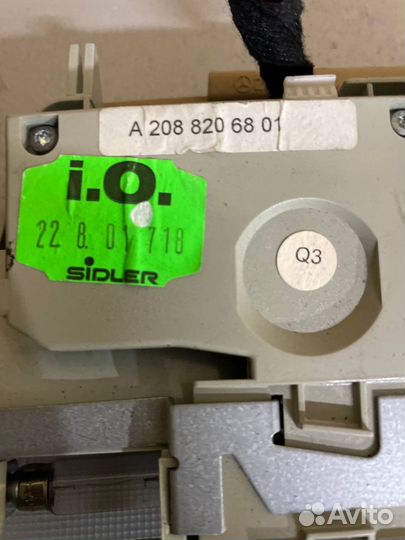 A 208 820 68 01
i.O.
22. 8. 01 718
SIDLER
Q3
Avito